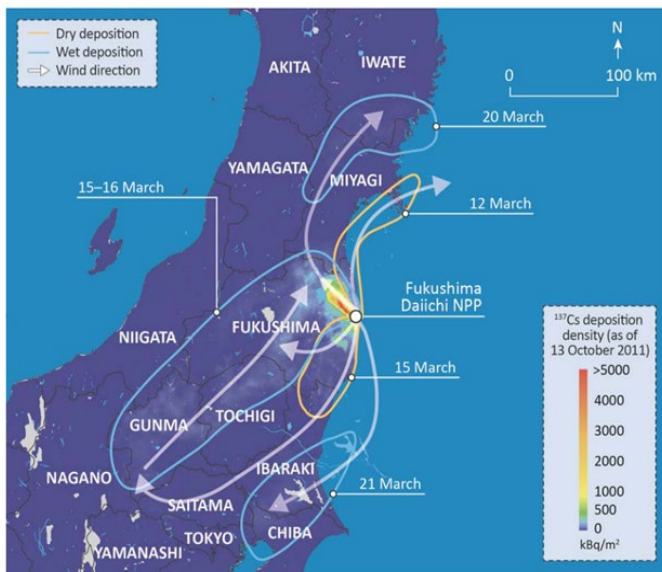 Dry deposition
Wet deposition
Wind direction
N
0 100 km
AKITA
IWATE
20 March
YAMAGATA
MIYAGI
15–16 March
12 March
Fukushima
Daiichi NPP
NIIGATA
FUKUSHIMA
15 March
GUNMA
TOCHIGI
NAGANO
IBARAKI
SAITAMA
21 March
TOKYO
CHIBA
YAMANASHI
¹³⁷Cs deposition
density (as of
13 October 2011)
>5000
4000
3000
2000
1000
500
0
kBq/m²